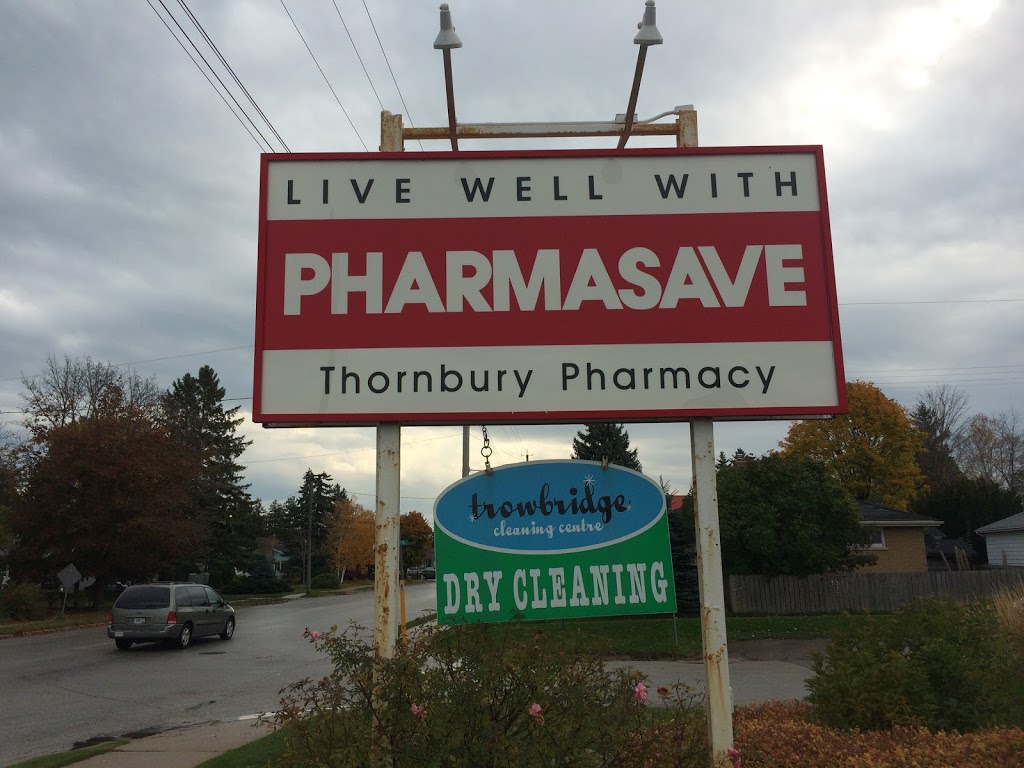 LIVE WELL WITH
PHARMASAVE
Thornbury Pharmacy
trowbridge
cleaning centre
DRY CLEANING